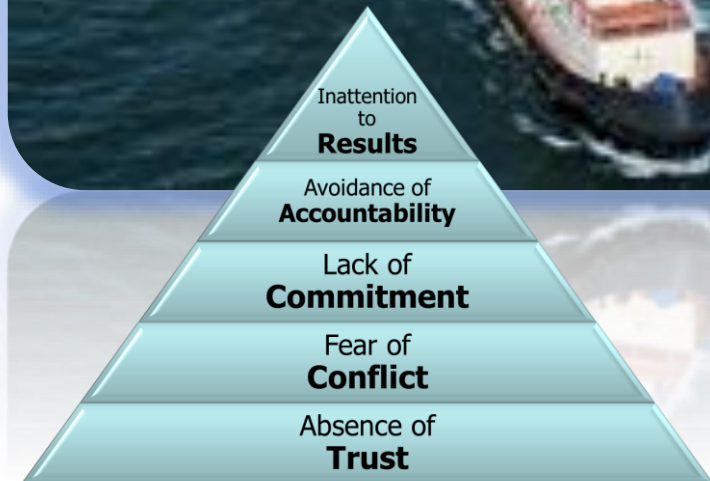 Inattention
to
Results
Avoidance of
Accountability
Lack of
Commitment
Fear of
Conflict
Absence of
Trust